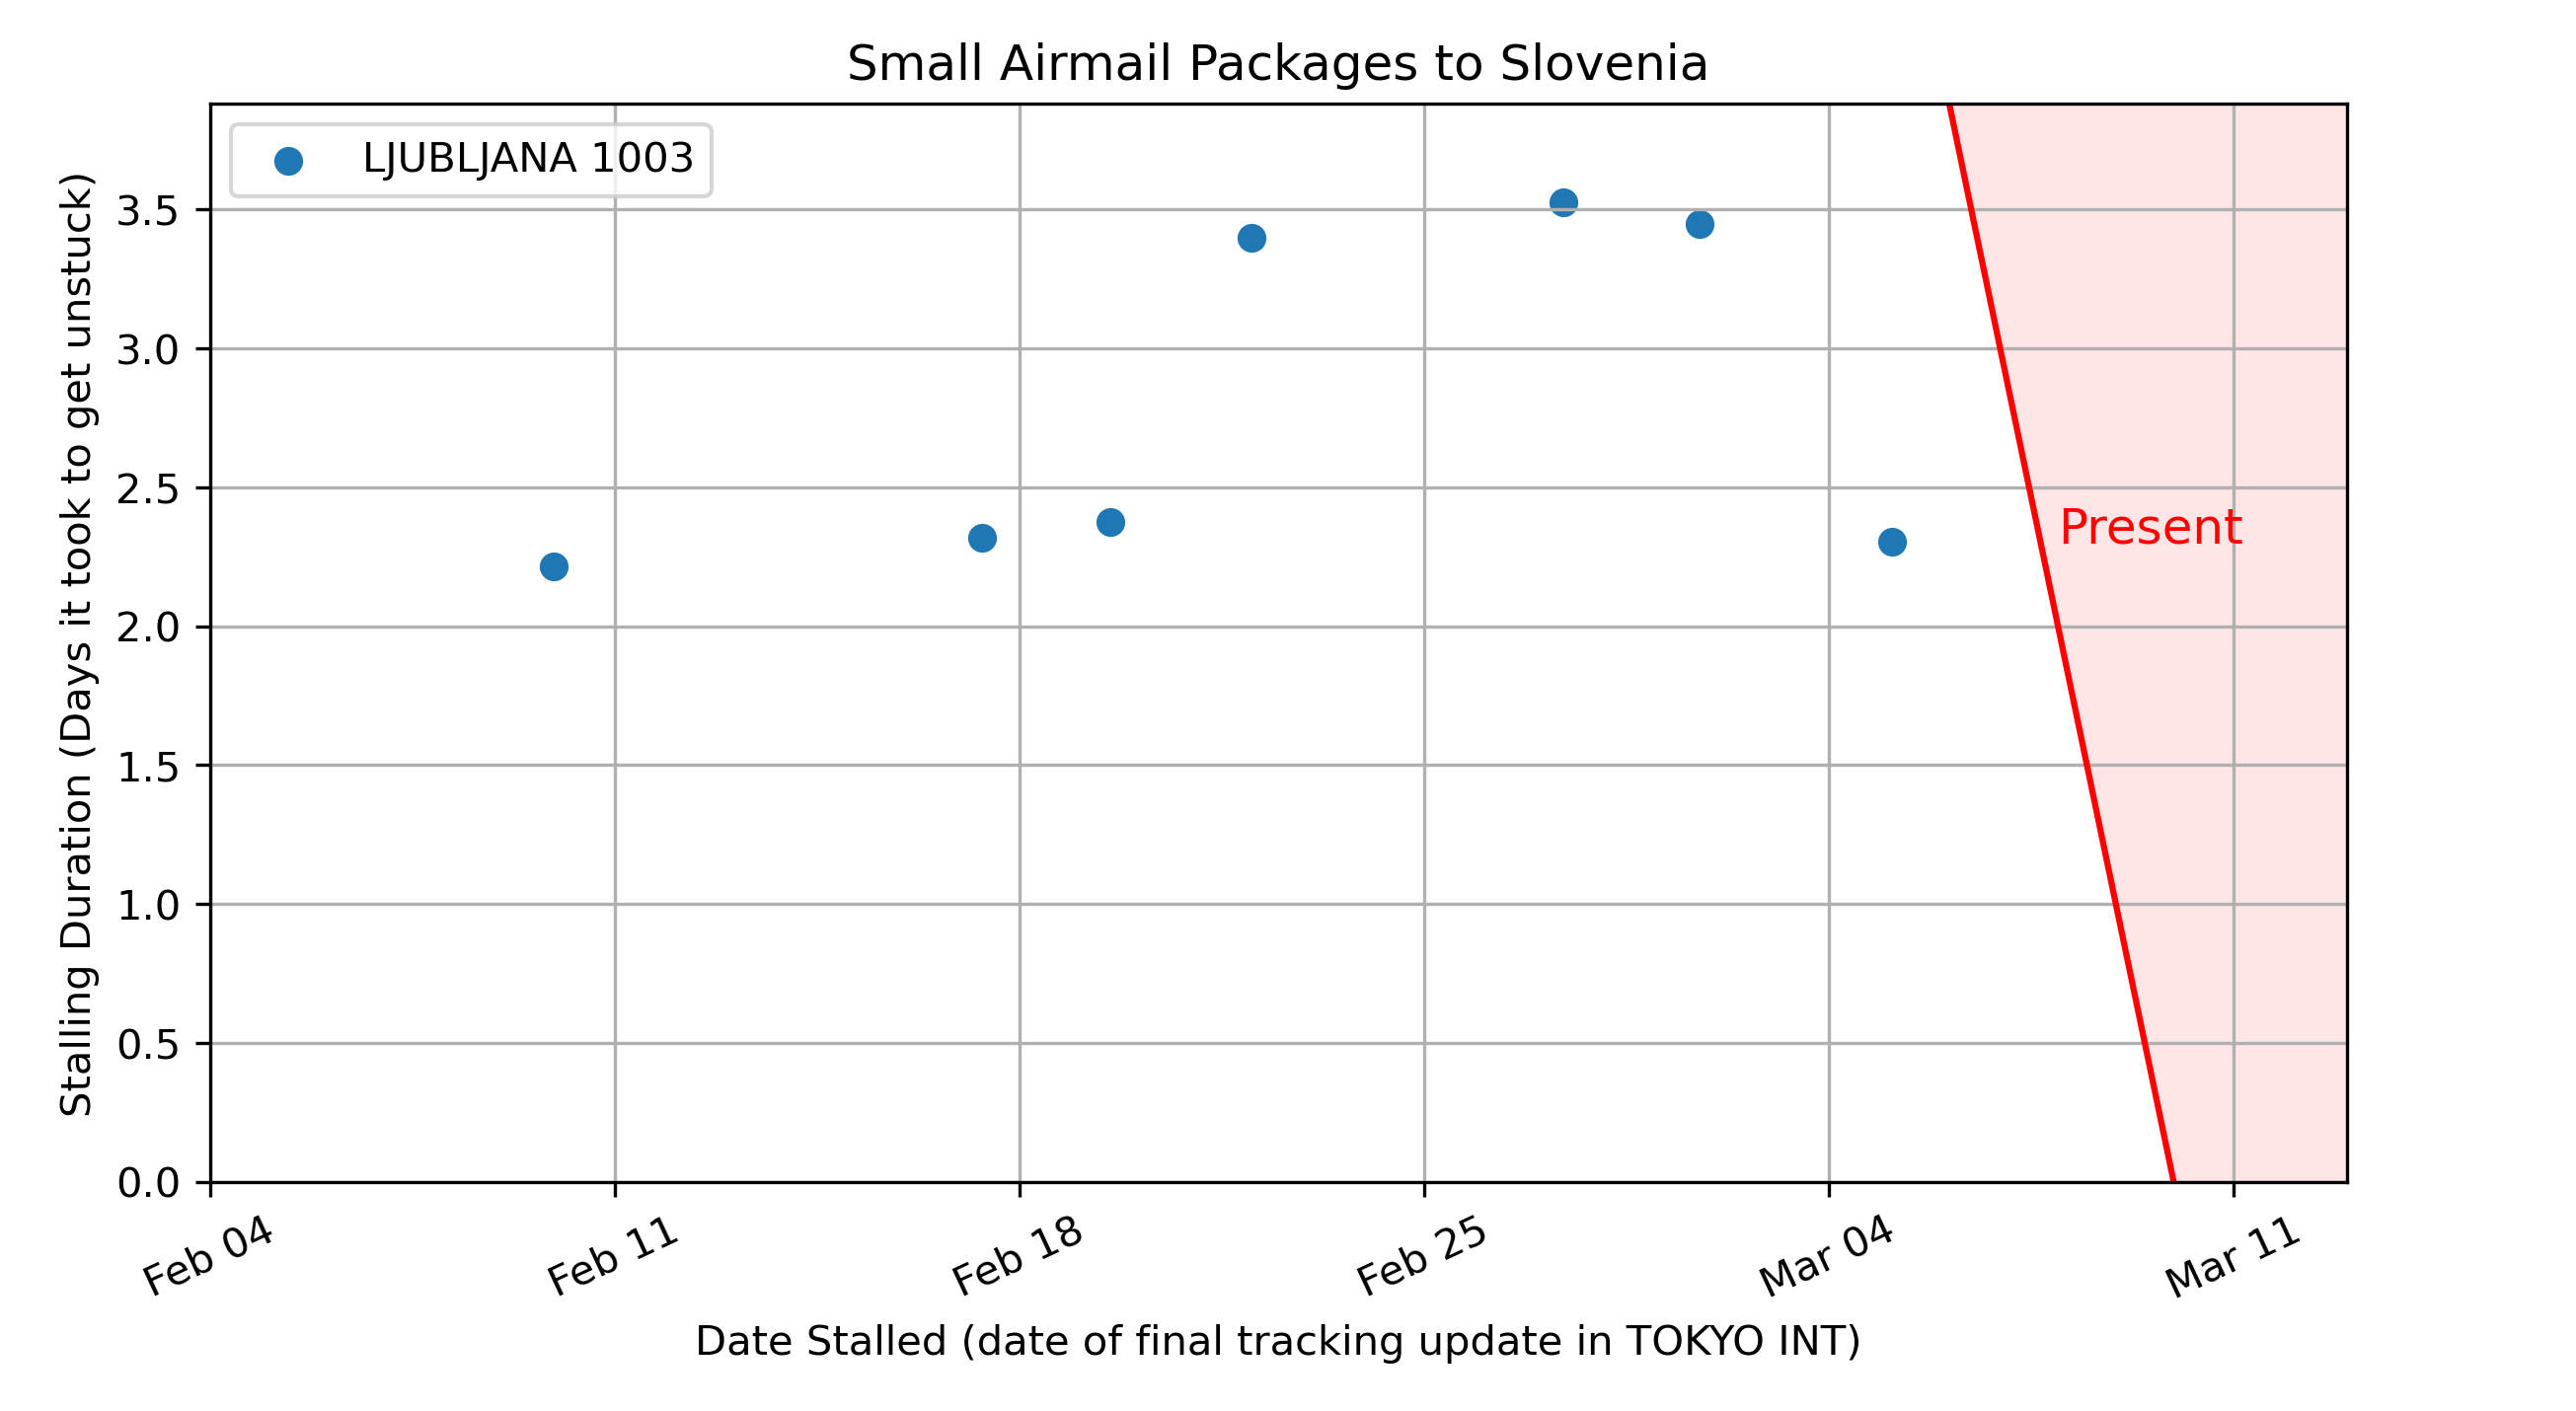 Small Airmail Packages to Slovenia
LJUBLJANA 1003
Stalling Duration (Days it took to get unstuck)
3.5
3.0
2.5
2.0
1.5
1.0
0.5
0.0
Present
Feb 04
Feb 11
Feb 18
Feb 25
Mar 04
Mar 11
Date Stalled (date of final tracking update in TOKYO INT)